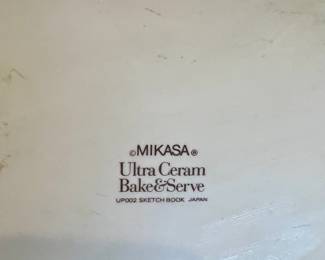 ©MIKASA®
Ultra Ceram
Bake&Serve
UP002 SKETCH BOOK JAPAN